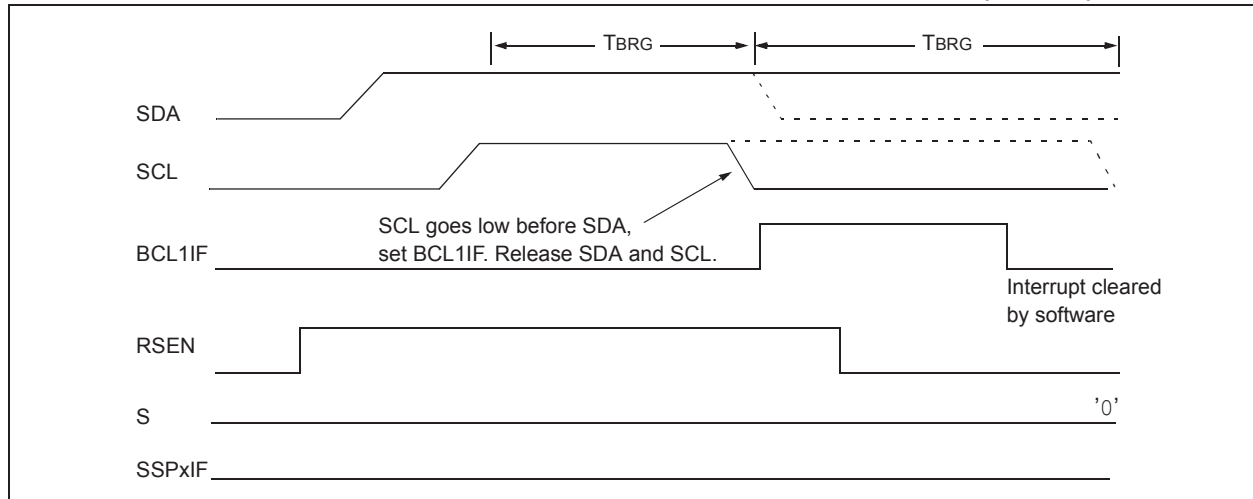 TBRG TBRG
SDA
SCL
SCL goes low before SDA,
set BCL1IF. Release SDA and SCL.
BCL1IF
Interrupt cleared
by software
RSEN
S '0'
SSPxIF